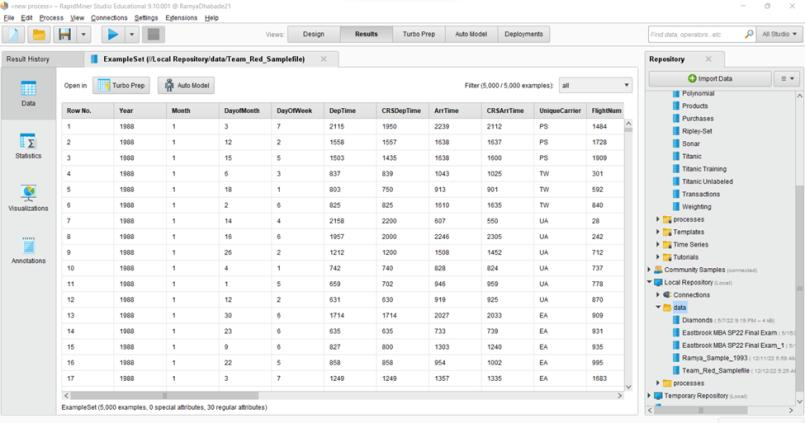 <new process> – RapidMiner Studio Educational 9.10.001 @ RamyaDhabade21
File Edit Process View Connections Settings Extensions Help
Views: Design Results Turbo Prep Auto Model Deployments
Find data, operators...etc All Studio
Result History
ExampleSet (//Local Repository/data/Team_Red_Samplefile)
Repository
Data
Statistics
Visualizations
Annotations
Open in Turbo Prep Auto Model
Filter (5,000 / 5,000 examples): all
Row No. Year Month DayofMonth DayOfWeek DepTime CRSDepTime ArrTime CRSArrTime UniqueCarrier FlightNum
1 1988 1 3 7 2115 1950 2239 2112 PS 1484
2 1988 1 12 2 1558 1557 1638 1637 PS 1728
3 1988 1 15 5 1503 1435 1638 1600 PS 1809
4 1988 1 6 3 837 839 1043 1025 TW 301
5 1988 1 18 1 803 750 913 901 TW 592
6 1988 1 2 6 825 825 1610 1635 TW 840
7 1988 1 14 4 2158 2200 607 550 UA 28
8 1988 1 16 6 1957 2000 2246 2305 UA 242
9 1988 1 26 2 1212 1200 1508 1452 UA 712
10 1988 1 4 1 742 740 828 824 UA 737
11 1988 1 1 5 659 702 946 959 UA 778
12 1988 1 12 2 631 630 919 925 UA 870
13 1988 1 30 6 1714 1714 2027 2033 EA 909
14 1988 1 23 6 635 635 733 739 EA 931
15 1988 1 9 6 827 800 1303 1240 EA 935
16 1988 1 22 5 858 858 954 1002 EA 995
17 1988 1 3 7 1249 1249 1357 1335 EA 1683
ExampleSet (5,000 examples, 0 special attributes, 30 regular attributes)
Import Data
Polynomial
Products
Purchases
Ripley-Set
Sonar
Titanic
Titanic Training
Titanic Unlabeled
Transactions
Weighting
processes
Templates
Time Series
Tutorials
Community Samples (connected)
Local Repository (Local)
Connections
data
Diamonds (5/7/22 9:19 PM – 4 kB)
Eastbrook MBA SP22 Final Exam
Eastbrook MBA SP22 Final Exam_1
Ramya_Sample_1993 (12/11/22 5:59
Team_Red_Samplefile (12/12/22 5:25
processes
Temporary Repository (Local)